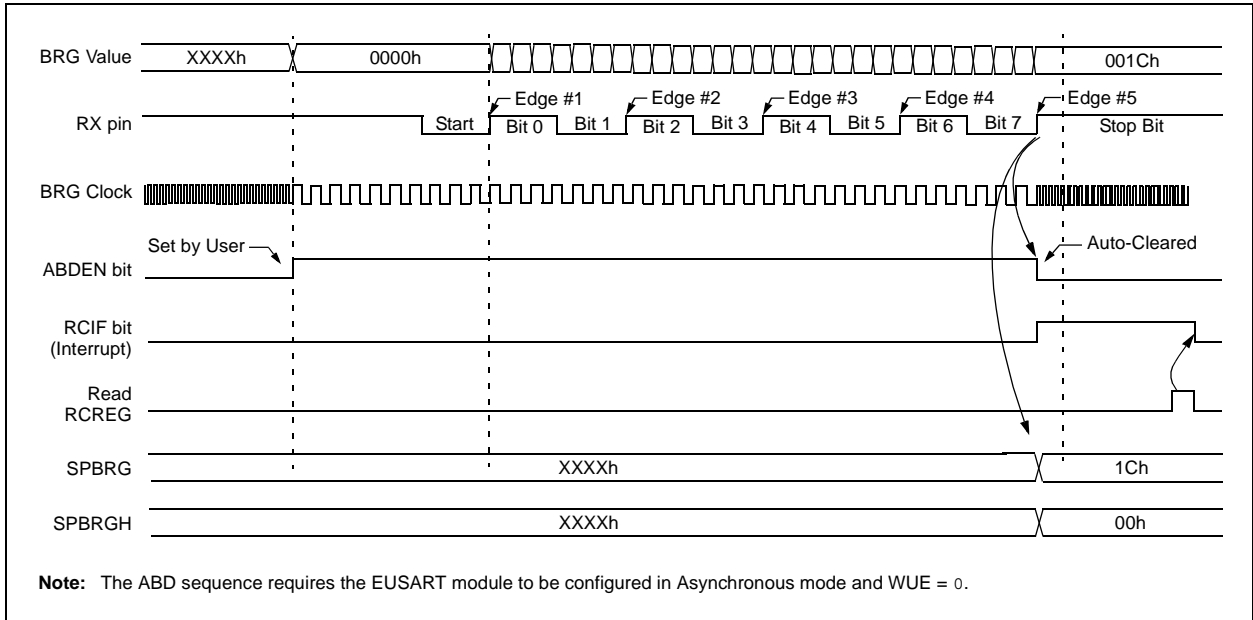 BRG Value XXXXh 0000h 001Ch
Edge #1 Edge #2 Edge #3 Edge #4 Edge #5
RX pin Start Bit 0 Bit 1 Bit 2 Bit 3 Bit 4 Bit 5 Bit 6 Bit 7 Stop Bit
BRG Clock
Set by User Auto-Cleared
ABDEN bit
RCIF bit
(Interrupt)
Read
RCREG
SPBRG XXXXh 1Ch
SPBRGH XXXXh 00h
Note: The ABD sequence requires the EUSART module to be configured in Asynchronous mode and WUE = 0.